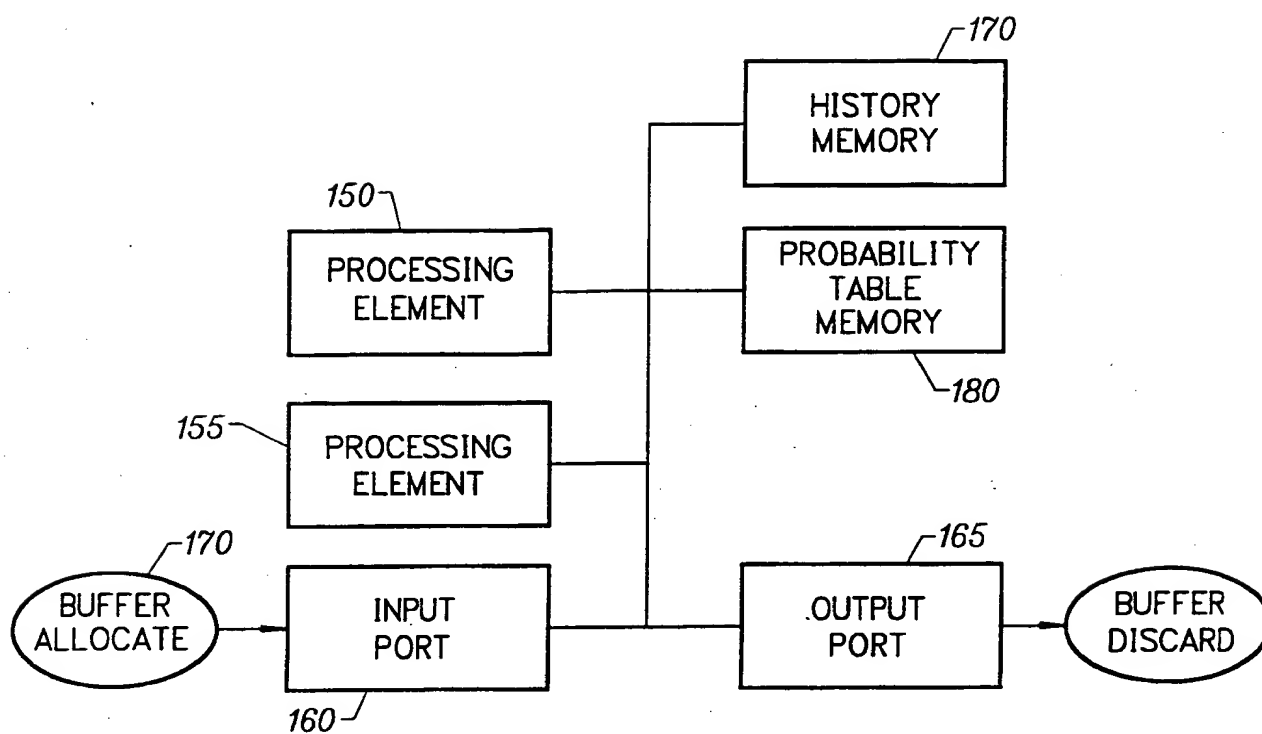 170
HISTORY
MEMORY
150
PROCESSING
ELEMENT
PROBABILITY
TABLE
MEMORY
180
155
PROCESSING
ELEMENT
170
BUFFER
ALLOCATE
INPUT
PORT
160
165
OUTPUT
PORT
BUFFER
DISCARD